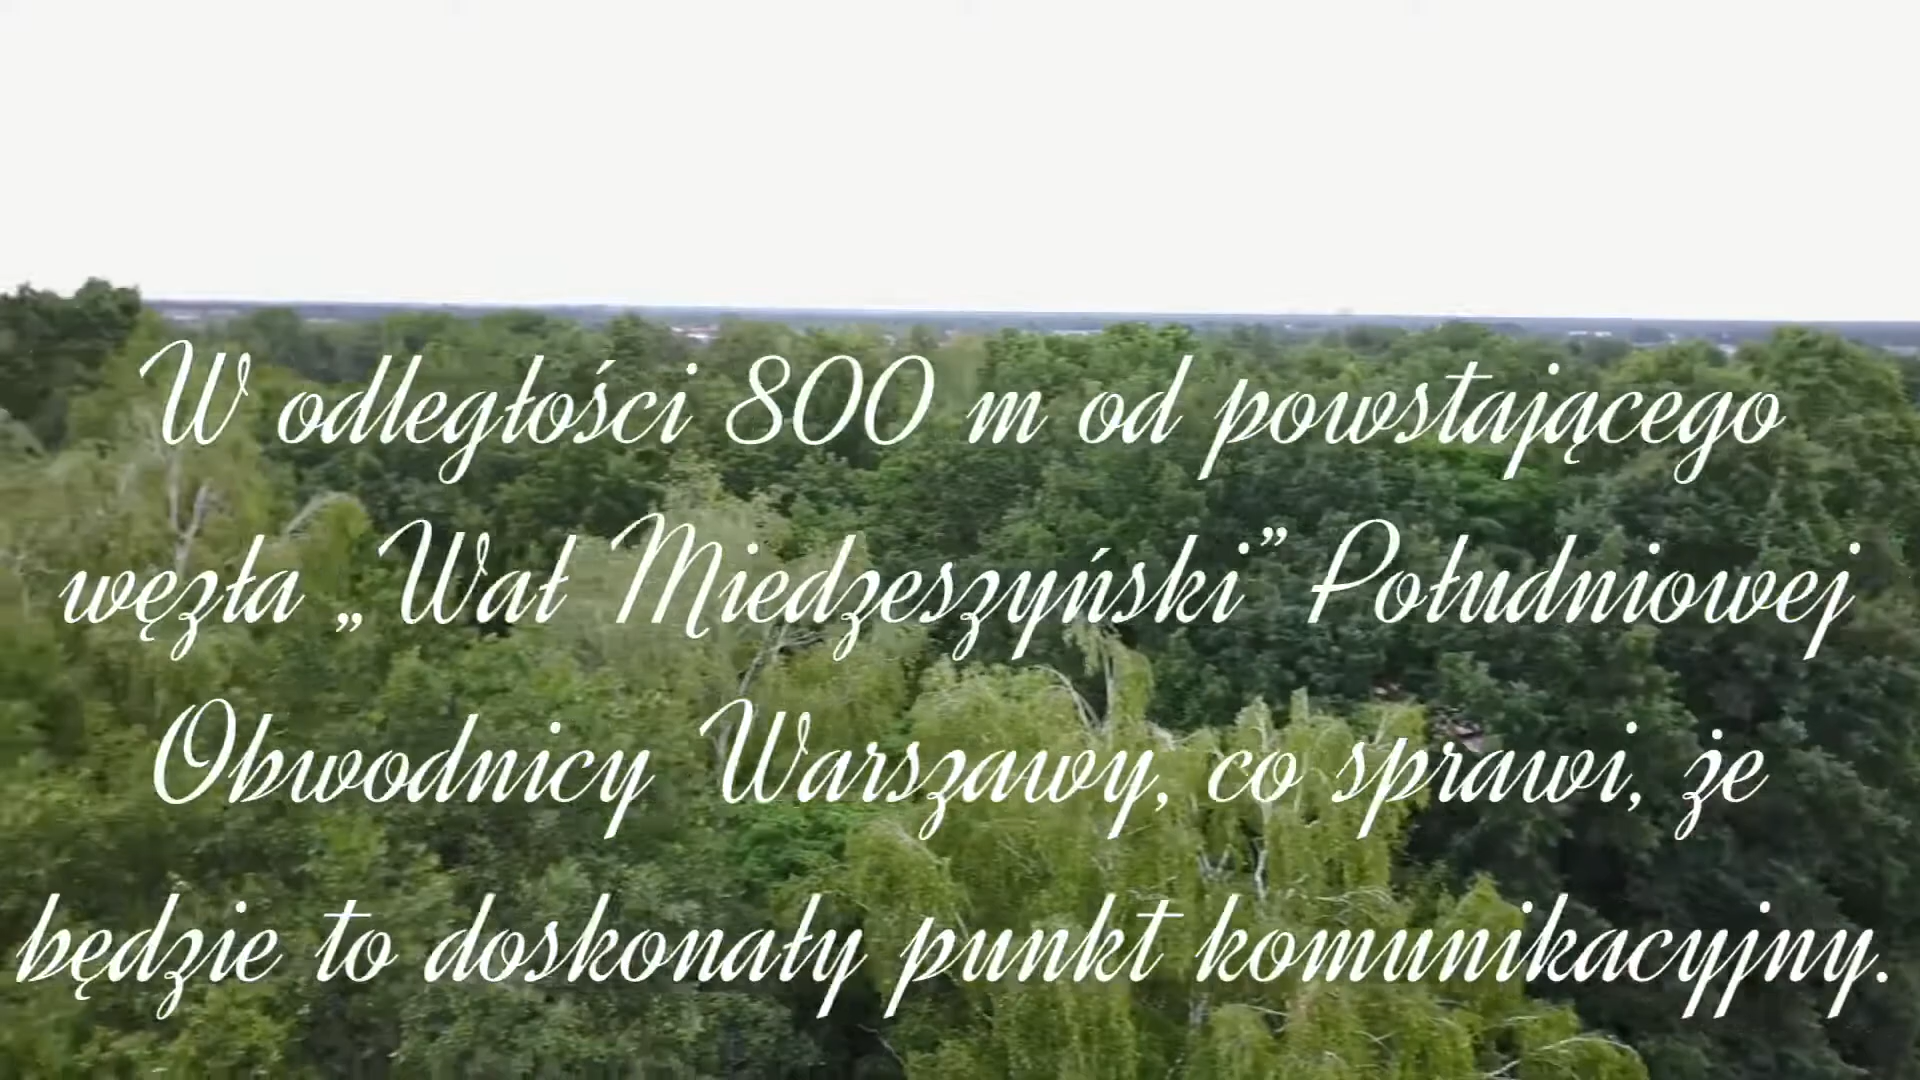 W odległości 800 m od powstającego
węzła „Wał Miedzeszyński” Południowej
Obwodnicy Warszawy, co sprawi, że
będzie to doskonały punkt komunikacyjny.